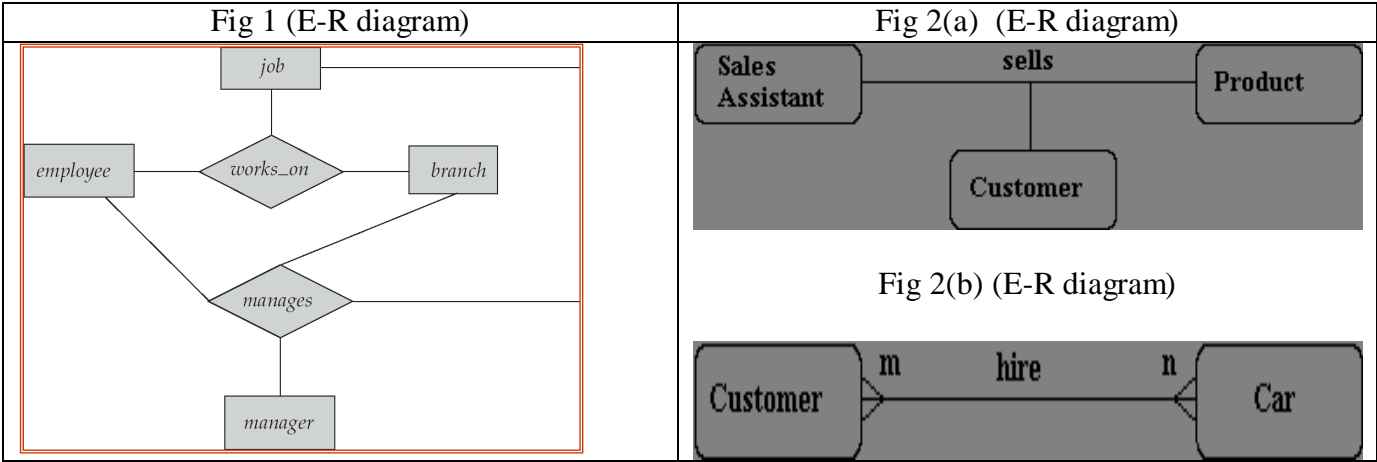 Fig 1 (E-R diagram)
job
employee
works_on
branch
manages
manager
Fig 2(a) (E-R diagram)
Sales
Assistant
sells
Product
Customer
Fig 2(b) (E-R diagram)
Customer
m
hire
n
Car